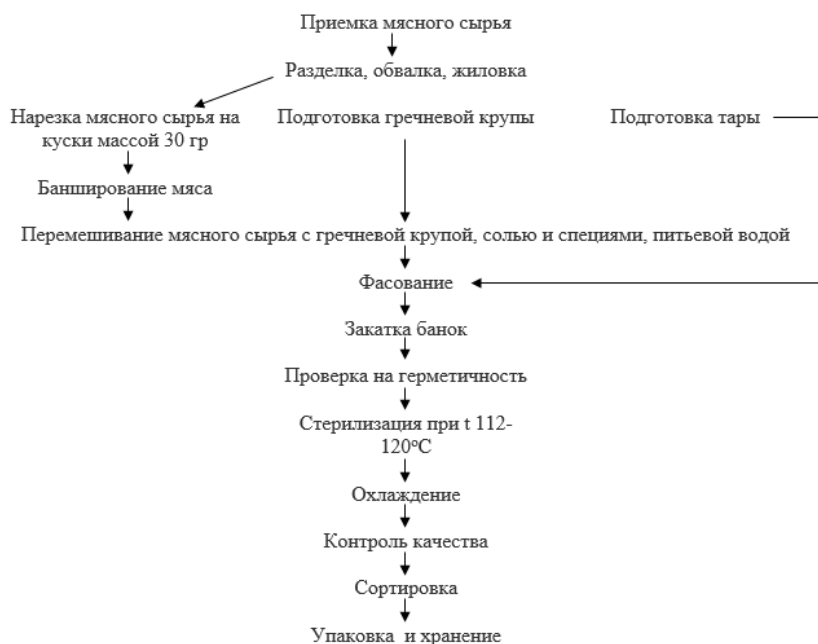 Приемка мясного сырья
Разделка, обвалка, жиловка
Нарезка мясного сырья на
куски массой 30 гр
Подготовка гречневой крупы
Подготовка тары
Банширование мяса
Перемешивание мясного сырья с гречневой крупой, солью и специями, питьевой водой
Фасование
Закатка банок
Проверка на герметичность
Стерилизация при t 112-
120°C
Охлаждение
Контроль качества
Сортировка
Упаковка и хранение